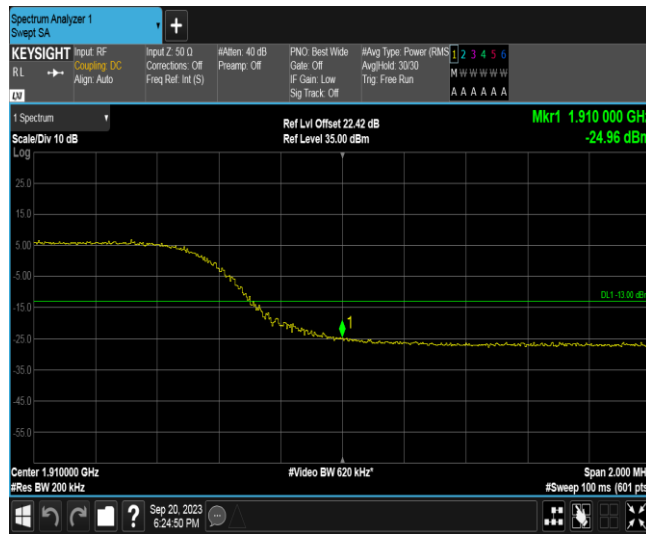 Spectrum Analyzer 1
Swept SA
+
KEYSIGHT
RL
LXI
Input: RF
Coupling: DC
Align: Auto
Input Z: 50 Ω
Corrections: Off
Freq Ref: Int (S)
#Atten: 40 dB
Preamp: Off
PNO: Best Wide
Gate: Off
IF Gain: Low
Sig Track: Off
#Avg Type: Power (RMS
Avg|Hold: 30/30
Trig: Free Run
1 2 3 4 5 6
M W W W W W
A A A A A A
1 Spectrum
Scale/Div 10 dB
Log
Ref Lvl Offset 22.42 dB
Ref Level 35.00 dBm
Mkr1 1.910 000 GHz
-24.96 dBm
25.0
15.0
5.00
-5.00
-15.0
-25.0
-35.0
-45.0
-55.0
DL1 -13.00 dBm
1
Center 1.910000 GHz
#Res BW 200 kHz
#Video BW 620 kHz*
Span 2.000 MH
#Sweep 100 ms (601 pts
?
Sep 20, 2023
6:24:50 PM